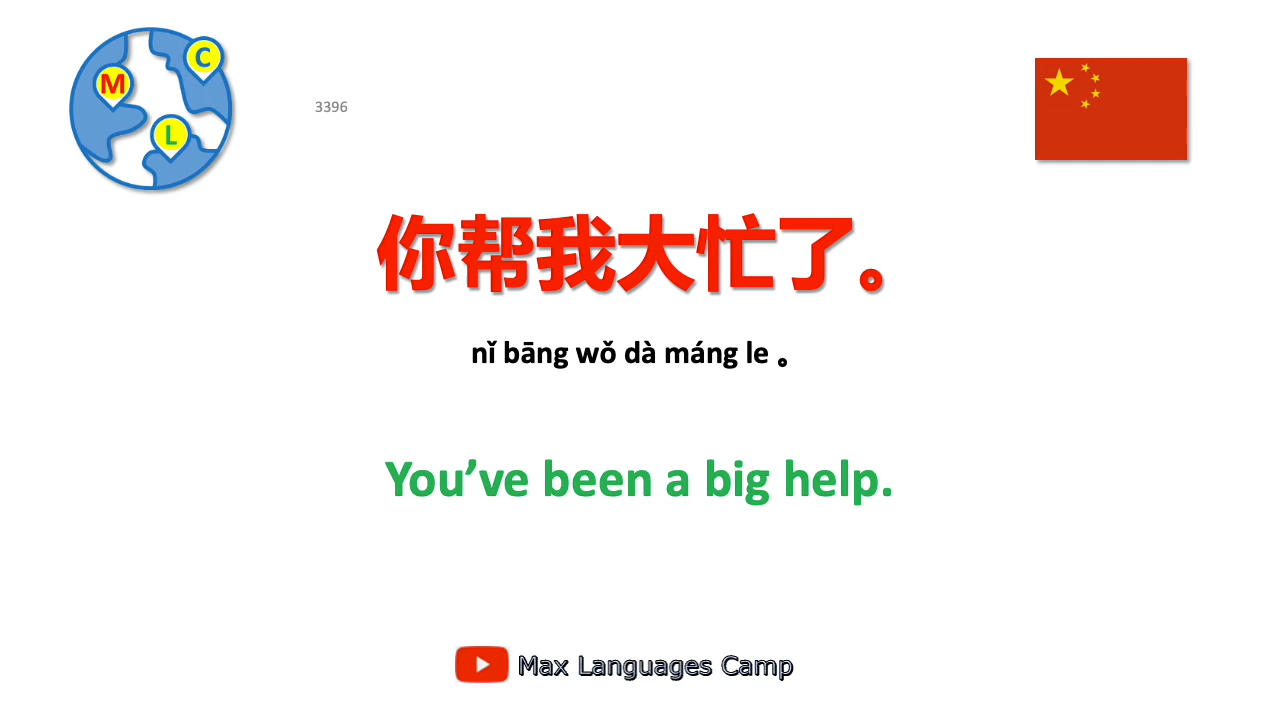 M
C
L
3396
你帮我大忙了。
nǐ bāng wǒ dà máng le 。
You’ve been a big help.
Max Languages Camp